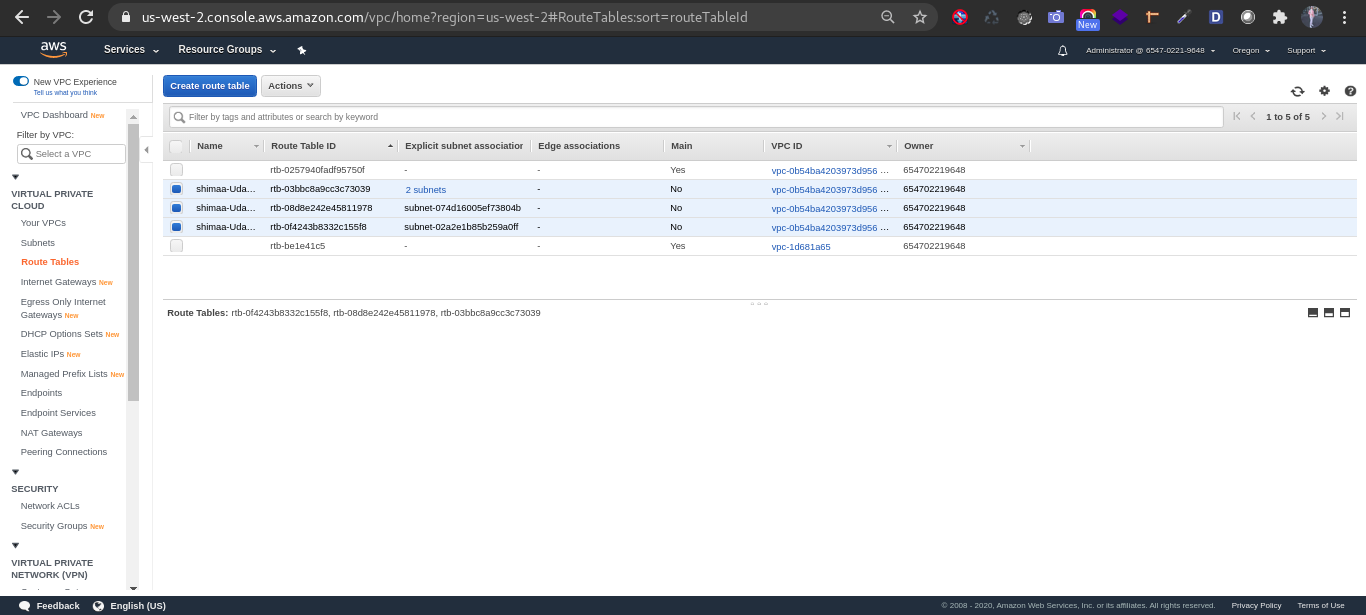 us-west-2.console.aws.amazon.com/vpc/home?region=us-west-2#RouteTables:sort=routeTableId
New
D
aws
Services
Resource Groups
Administrator @ 6547-0221-9648
Oregon
Support
New VPC Experience
Tell us what you think
VPC Dashboard New
Filter by VPC:
Select a VPC
VIRTUAL PRIVATE
CLOUD
Your VPCs
Subnets
Route Tables
Internet Gateways New
Egress Only Internet
Gateways New
DHCP Options Sets New
Elastic IPs New
Managed Prefix Lists New
Endpoints
Endpoint Services
NAT Gateways
Peering Connections
SECURITY
Network ACLs
Security Groups New
VIRTUAL PRIVATE
NETWORK (VPN)
Create route table
Actions
Filter by tags and attributes or search by keyword
1 to 5 of 5
Name Route Table ID Explicit subnet association Edge associations Main VPC ID Owner
rtb-0257940fadf95750f - - Yes vpc-0b54ba4203973d956 ... 654702219648
shimaa-Uda... rtb-03bbc8a9cc3c73039 2 subnets - No vpc-0b54ba4203973d956 ... 654702219648
shimaa-Uda... rtb-08d8e242e45811978 subnet-074d16005ef73804b - No vpc-0b54ba4203973d956 ... 654702219648
shimaa-Uda... rtb-0f4243b8332c155f8 subnet-02a2e1b85b259a0ff - No vpc-0b54ba4203973d956 ... 654702219648
rtb-be1e41c5 - - Yes vpc-1d681a65 654702219648
Route Tables: rtb-0f4243b8332c155f8, rtb-08d8e242e45811978, rtb-03bbc8a9cc3c73039
Feedback
English (US)
© 2008 - 2020, Amazon Web Services, Inc. or its affiliates. All rights reserved.
Privacy Policy
Terms of Use